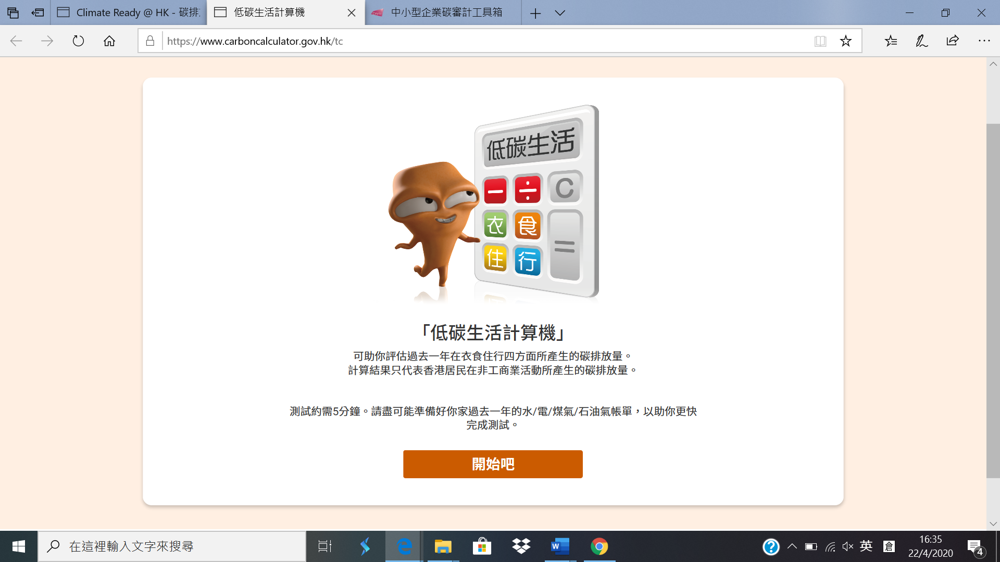 Climate Ready @ HK - 碳排
低碳生活計算機
中小型企業碳審計工具箱
https://www.carboncalculator.gov.hk/tc
低碳生活
C
衣 食
住 行
「低碳生活計算機」
可助你評估過去一年在衣食住行四方面所產生的碳排放量。
計算結果只代表香港居民在非工商業活動所產生的碳排放量。
測試約需5分鐘。請盡可能準備好你家過去一年的水/電/煤氣/石油氣帳單，以助你更快
完成測試。
開始吧
在這裡輸入文字來搜尋
W
英
倉
16:35
22/4/2020
4